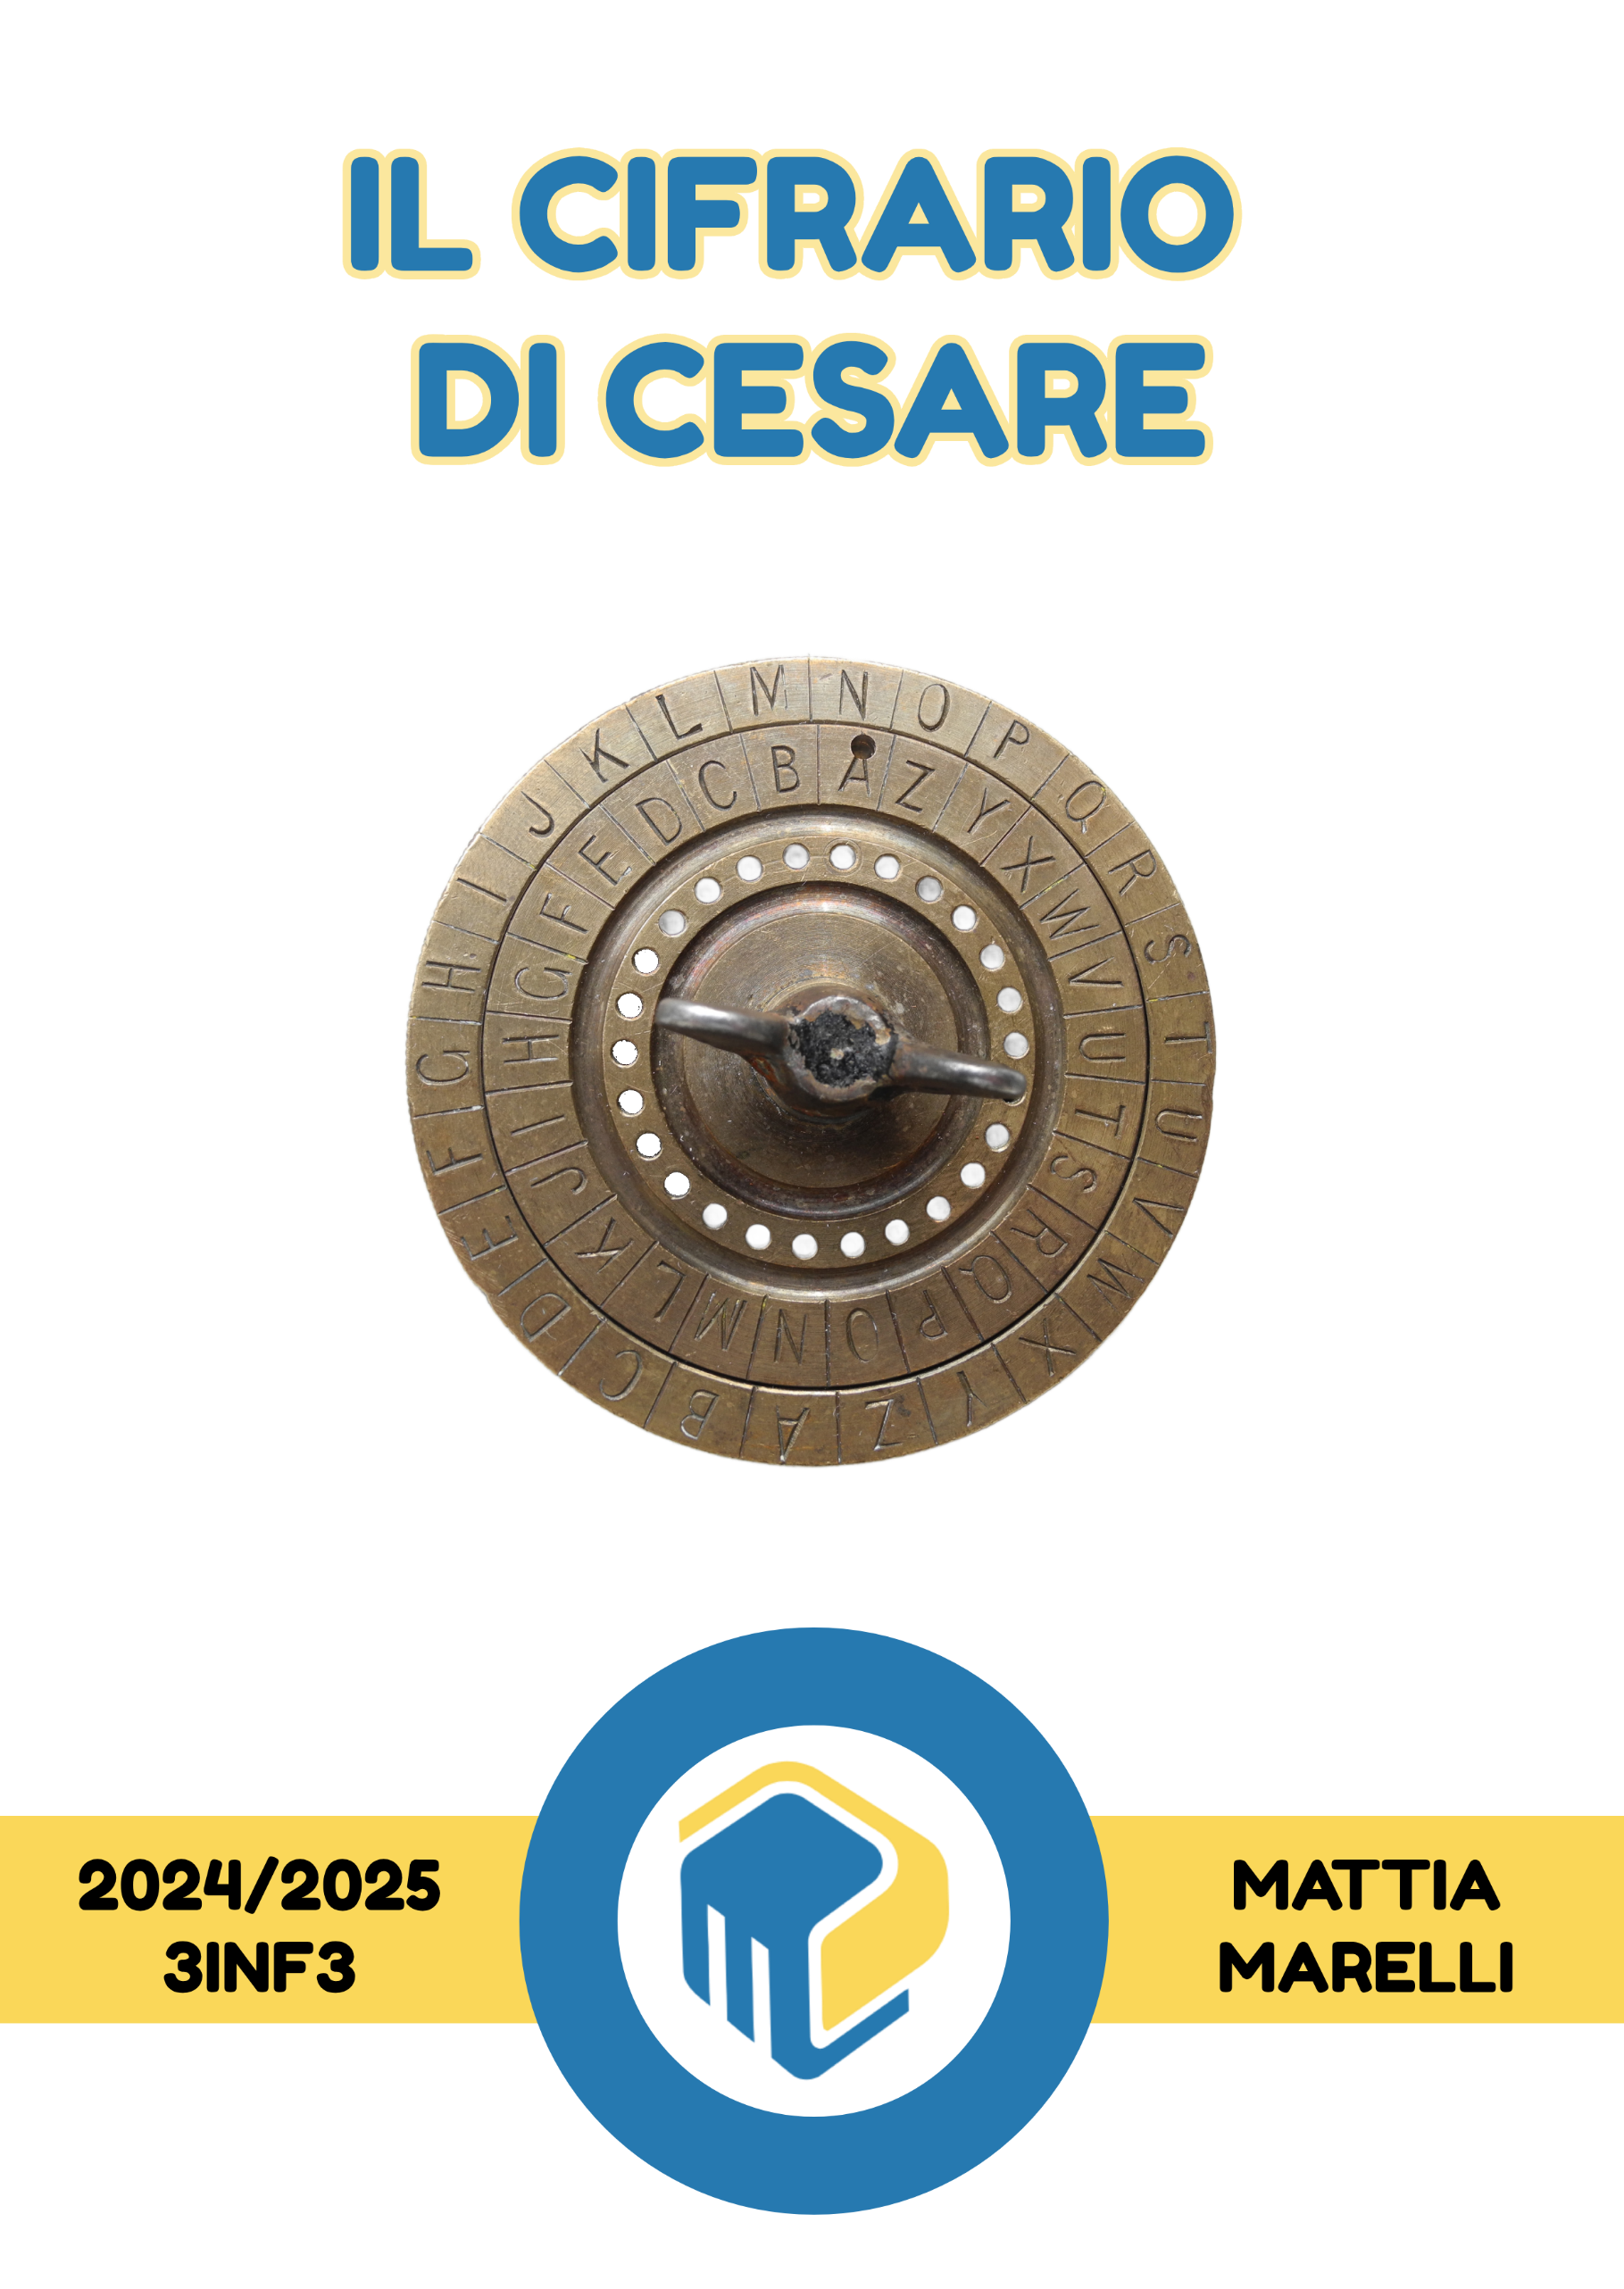 IL CIFRARIO
DI CESARE
M N O P Q R S T U V W X Y Z A B C D E F G H I J K L
A Z Y X W V U T S R Q P O N M L K J I H G F E D C B
2024/2025
3INF3
MATTIA
MARELLI